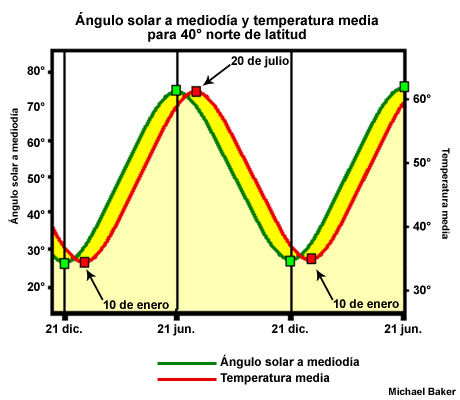 Ángulo solar a mediodía y temperatura media
para 40° norte de latitud
20 de julio
80°
70°
60°
50°
40°
30°
20°
Ángulo solar a mediodía
60°
50°
40°
30°
Temperatura media
10 de enero
10 de enero
21 dic.
21 jun.
21 dic.
21 jun.
Ángulo solar a mediodía
Temperatura media
Michael Baker